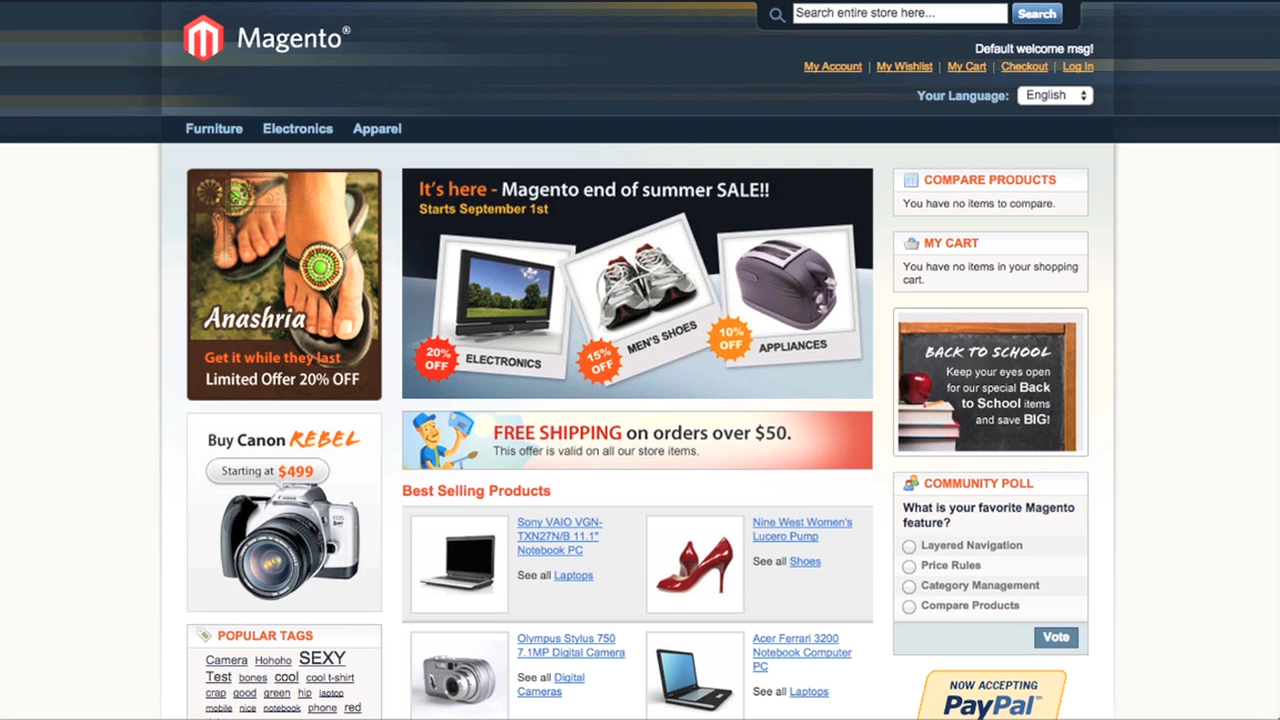 Search entire store here...
Search
Magento®
Default welcome msg!
My Account | My Wishlist | My Cart | Checkout | Log In
Your Language: English
Furniture Electronics Apparel
Anashria
Get it while they last
Limited Offer 20% OFF
Buy Canon REBEL
Starting at $499
Canon
EOS
POPULAR TAGS
Camera Hohoho SEXY
Test bones cool cool t-shirt
crap good green hip laptop
mobile nice notebook phone red
It's here - Magento end of summer SALE!!
Starts September 1st
20%
OFF
ELECTRONICS
15%
OFF
MEN'S SHOES
10%
OFF
APPLIANCES
FREE SHIPPING on orders over $50.
This offer is valid on all our store items.
Best Selling Products
Sony VAIO VGN-
TXN27N/B 11.1"
Notebook PC
See all Laptops
Nine West Women's
Lucero Pump
See all Shoes
Olympus Stylus 750
7.1MP Digital Camera
See all Digital
Cameras
Acer Ferrari 3200
Notebook Computer
PC
See all Laptops
COMPARE PRODUCTS
You have no items to compare.
MY CART
You have no items in your shopping
cart.
BACK TO SCHOOL
Keep your eyes open
for our special Back
to School items
and save BIG!
COMMUNITY POLL
What is your favorite Magento
feature?
Layered Navigation
Price Rules
Category Management
Compare Products
Vote
NOW ACCEPTING
PayPal™